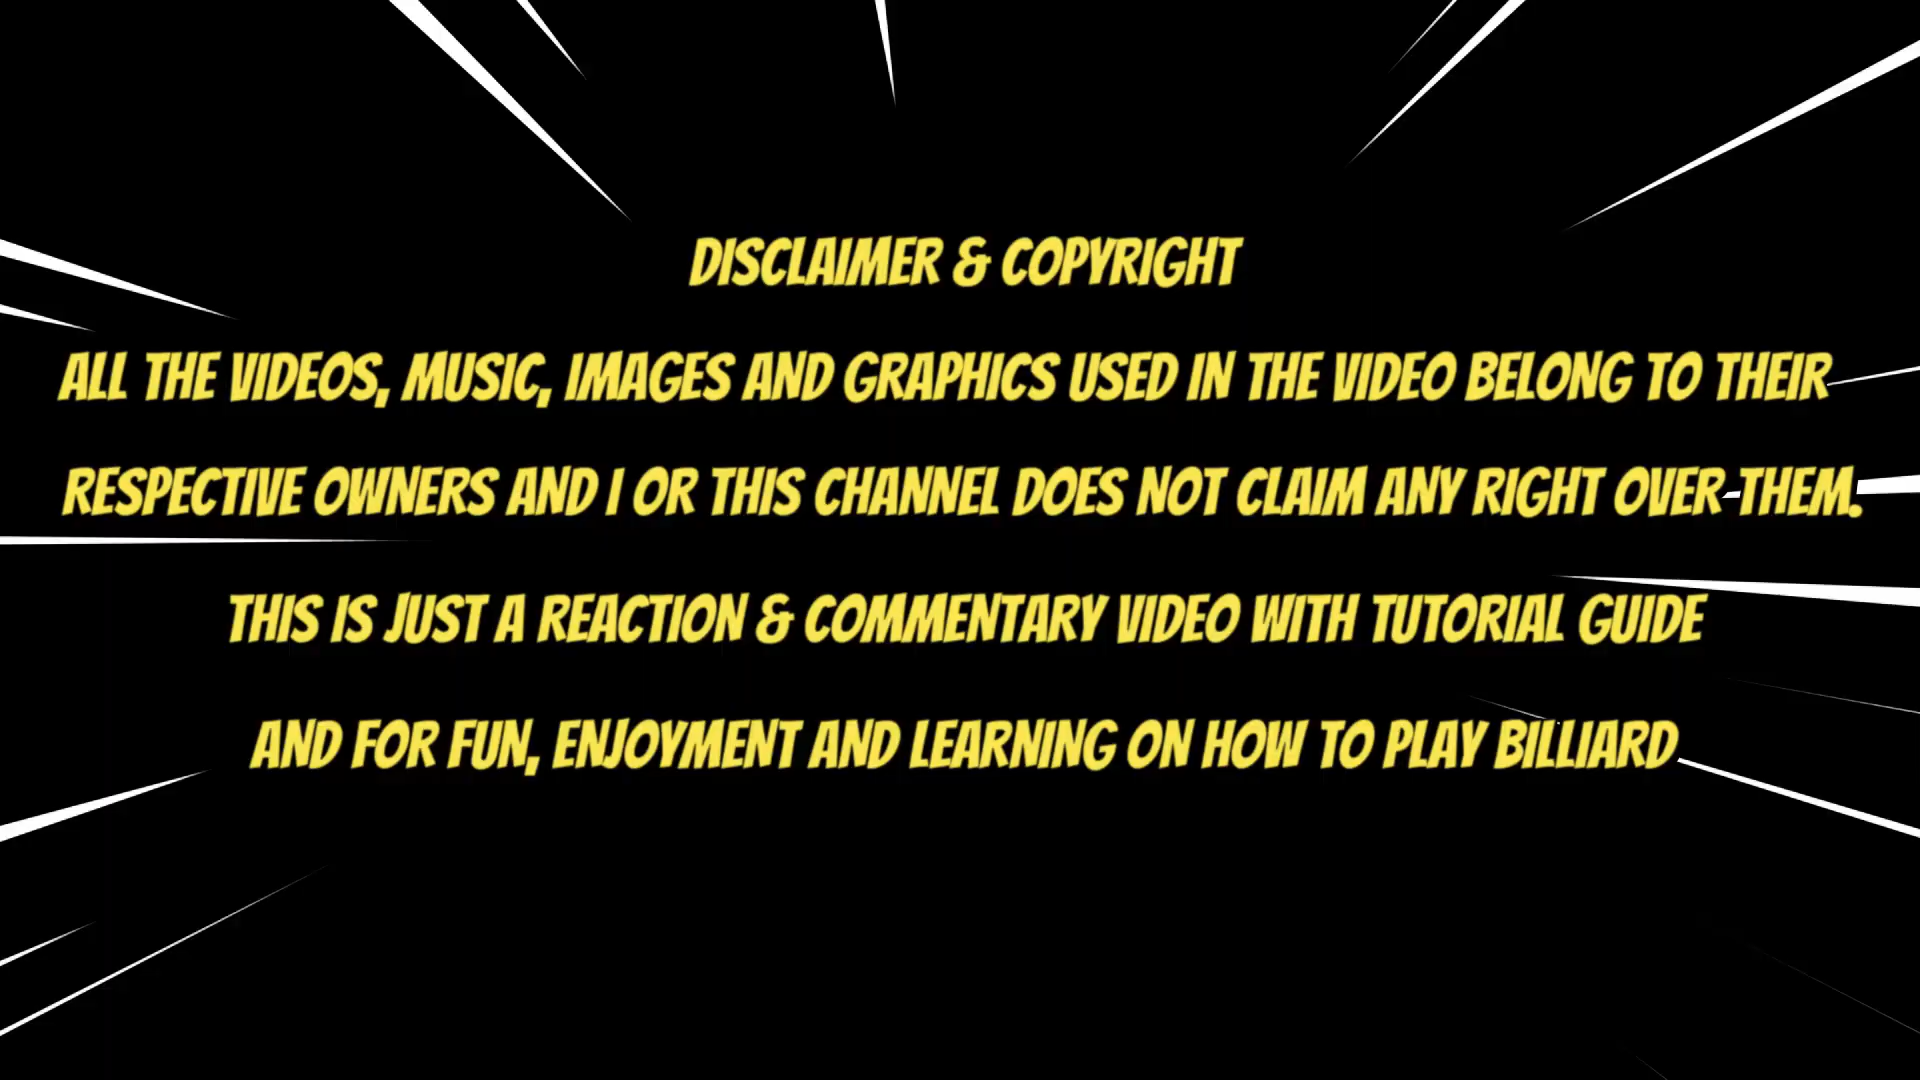 DISCLAIMER & COPYRIGHT
ALL THE VIDEOS, MUSIC, IMAGES AND GRAPHICS USED IN THE VIDEO BELONG TO THEIR
RESPECTIVE OWNERS AND I OR THIS CHANNEL DOES NOT CLAIM ANY RIGHT OVER THEM.
THIS IS JUST A REACTION & COMMENTARY VIDEO WITH TUTORIAL GUIDE
AND FOR FUN, ENJOYMENT AND LEARNING ON HOW TO PLAY BILLIARD